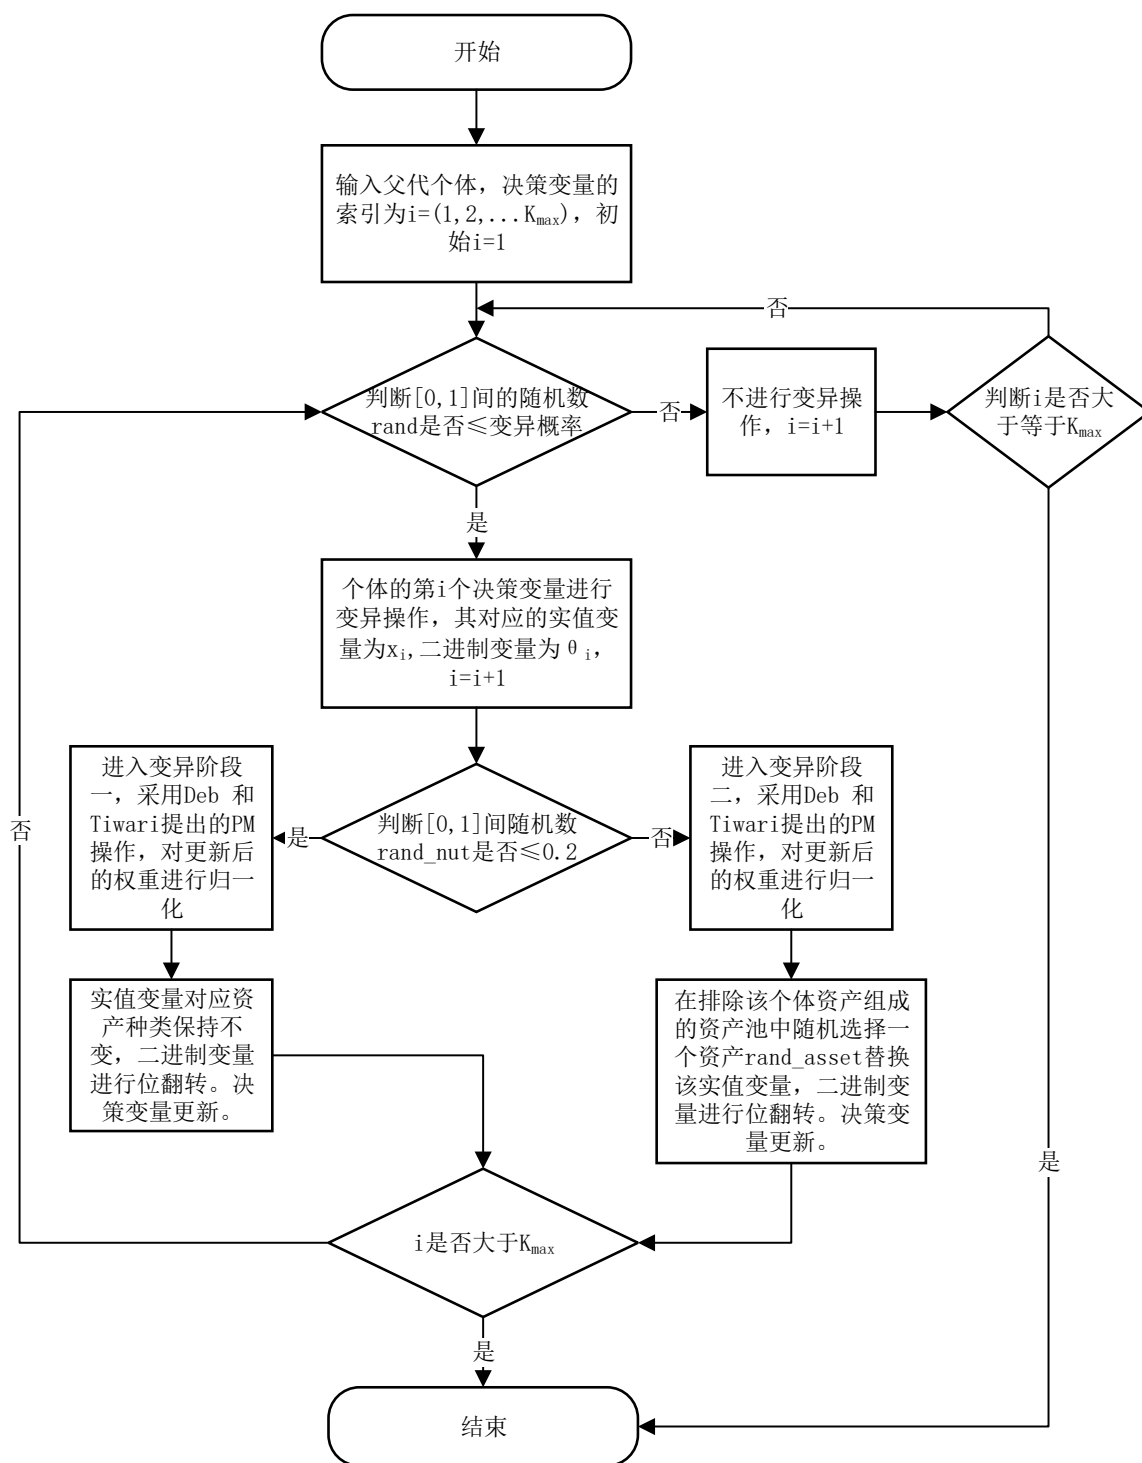 开始
输入父代个体，决策变量的
索引为i=(1,2,...Kmax)，初
始i=1
否
判断[0,1]间的随机数
rand是否≤变异概率
否
不进行变异操
作，i=i+1
判断i是否大
于等于Kmax
是
个体的第i个决策变量进行
变异操作，其对应的实值变
量为xi,二进制变量为θi，
i=i+1
进入变异阶段
一，采用Deb 和
Tiwari提出的PM
操作，对更新后
的权重进行归一
化
否
是
判断[0,1]间随机数
rand_nut是否≤0.2
否
进入变异阶段
二，采用Deb 和
Tiwari提出的PM
操作，对更新后
的权重进行归一
化
实值变量对应资
产种类保持不
变，二进制变量
进行位翻转。决
策变量更新。
在排除该个体资产组成
的资产池中随机选择一
个资产rand_asset替换
该实值变量，二进制变
量进行位翻转。决策变
量更新。
是
i是否大于Kmax
是
结束